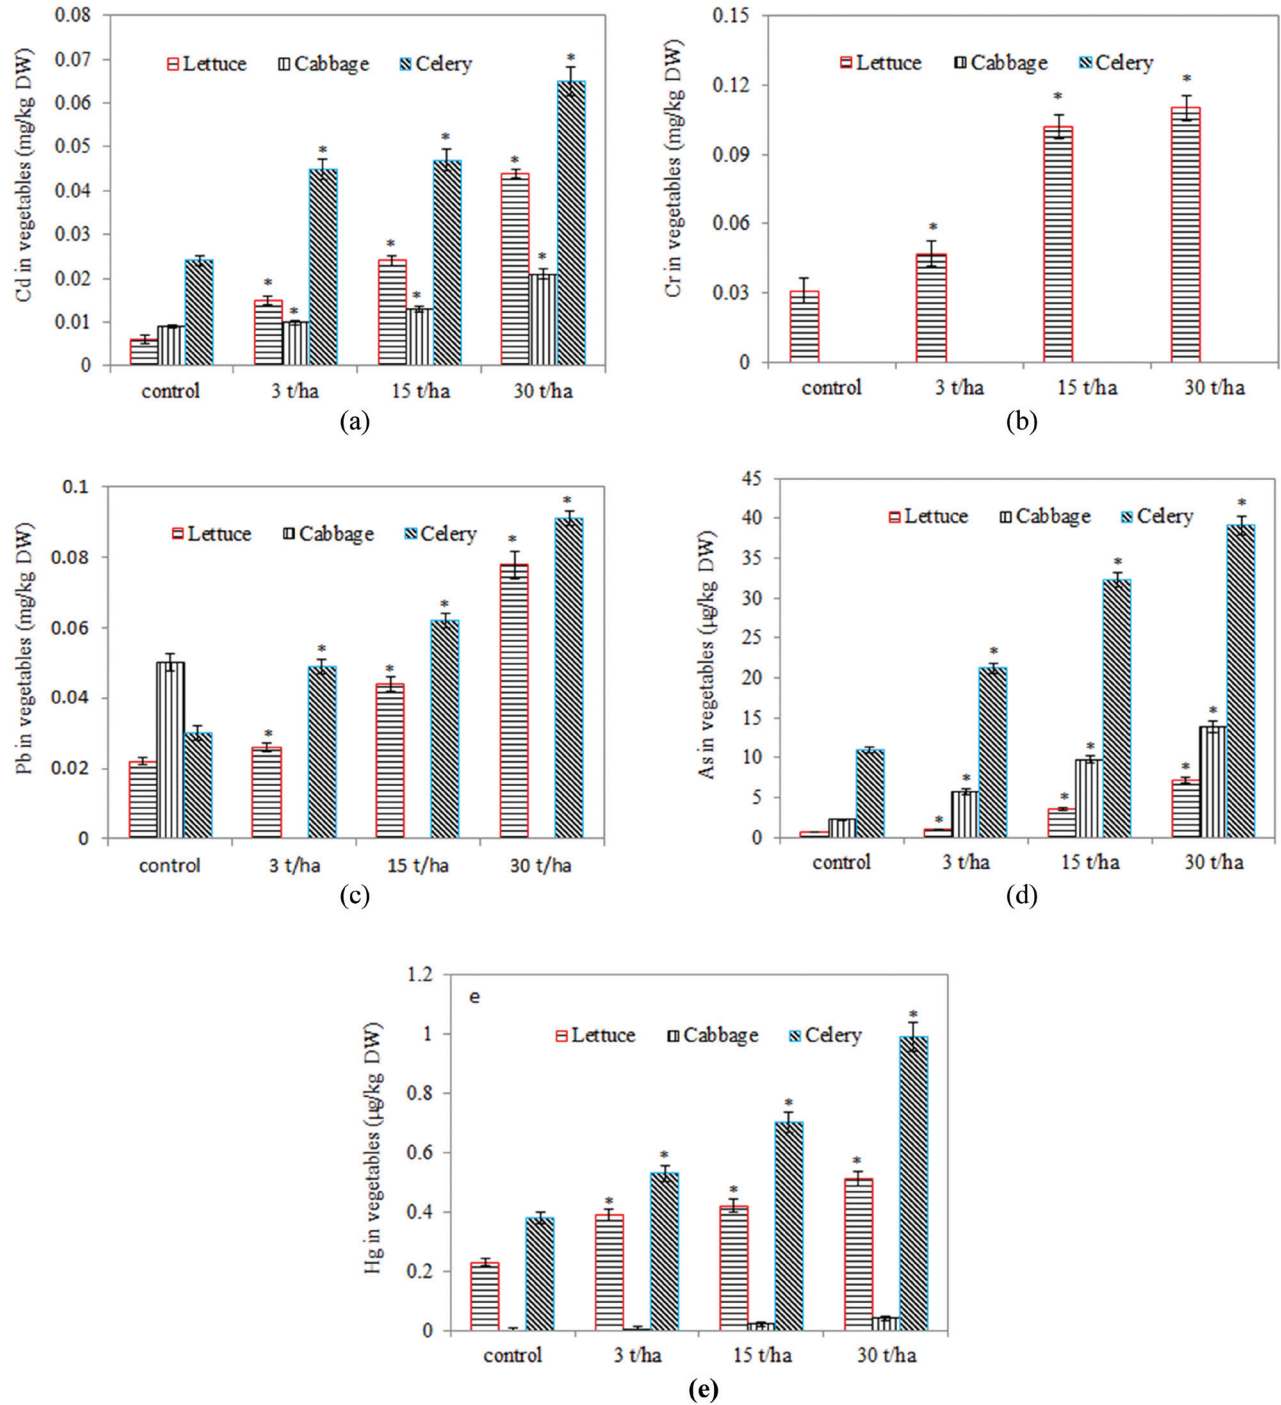 Cd in vegetables (mg/kg DW)
0.08
0.07
0.06
0.05
0.04
0.03
0.02
0.01
0
Lettuce Cabbage Celery
* * * * * * * * *
control 3 t/ha 15 t/ha 30 t/ha
(a)
Cr in vegetables (mg/kg DW)
0.15
0.12
0.09
0.06
0.03
0
Lettuce Cabbage Celery
* * *
control 3 t/ha 15 t/ha 30 t/ha
(b)
Pb in vegetables (mg/kg DW)
0.1
0.08
0.06
0.04
0.02
0
Lettuce Cabbage Celery
* * * * * *
control 3 t/ha 15 t/ha 30 t/ha
(c)
As in vegetables (μg/kg DW)
45
40
35
30
25
20
15
10
5
0
Lettuce Cabbage Celery
* * * * * * * * *
control 3 t/ha 15 t/ha 30 t/ha
(d)
Hg in vegetables (μg/kg DW)
1.2
1
0.8
0.6
0.4
0.2
0
e
Lettuce Cabbage Celery
* * * * * *
control 3 t/ha 15 t/ha 30 t/ha
(e)